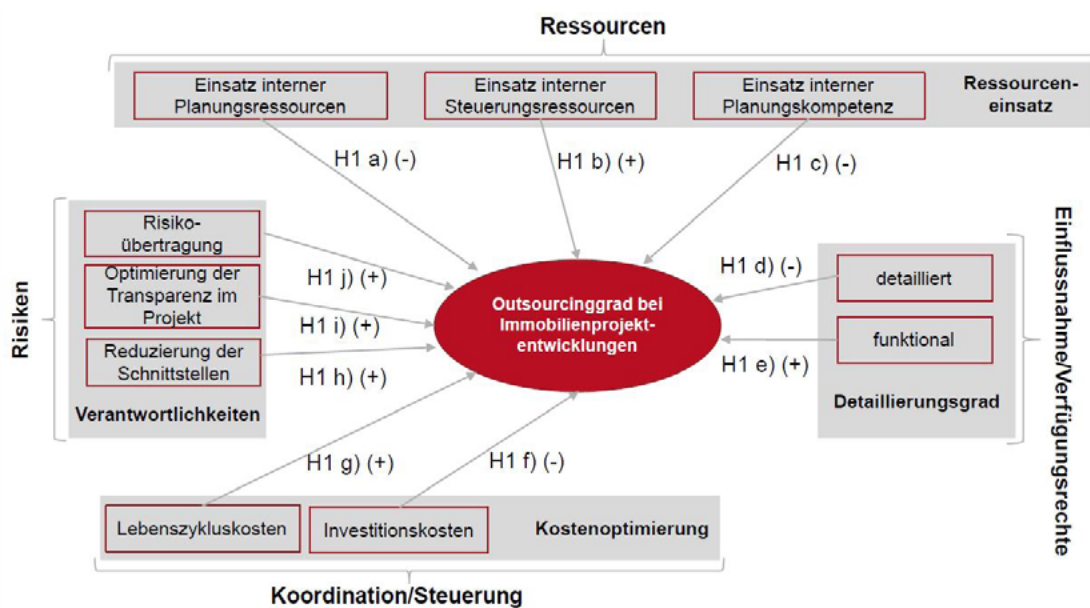 Ressourcen
Einsatz interner
Planungsressourcen
Einsatz interner
Steuerungsressourcen
Einsatz interner
Planungskompetenz
Ressourcen-
einsatz
H1 a) (-)
H1 b) (+)
H1 c) (-)
Risiken
Risiko-
übertragung
Optimierung der
Transparenz im
Projekt
Reduzierung der
Schnittstellen
Verantwortlichkeiten
H1 j) (+)
H1 i) (+)
H1 h) (+)
Outsourcinggrad bei
Immobilienprojekt-
entwicklungen
H1 d) (-)
H1 e) (+)
detailliert
funktional
Detaillierungsgrad
Einflussnahme/Verfügungsrechte
H1 g) (+)
H1 f) (-)
Lebenszykluskosten
Investitionskosten
Kostenoptimierung
Koordination/Steuerung